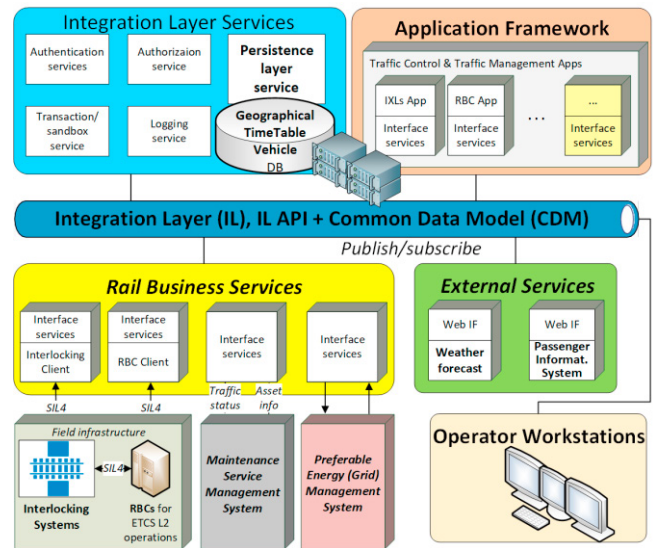 Integration Layer Services
Authentication
services
Authorizaion
service
Persistence
layer
service
Transaction/
sandbox
service
Logging
service
Geographical
TimeTable
Vehicle
DB
Application Framework
Traffic Control & Traffic Management Apps
IXLs App
Interface
services
RBC App
Interface
services
...
...
Interface
services
Integration Layer (IL), IL API + Common Data Model (CDM)
Publish/subscribe
Rail Business Services
Interface
services
Interlocking
Client
Interface
services
RBC Client
Interface
services
Interface
services
SIL4
SIL4
Traffic
status
Asset
info
External Services
Web IF
Weather
forecast
Web IF
Passenger
Informat.
System
Field infrastructure
SIL4
Interlocking
Systems
RBCs for
ETCS L2
operations
Maintenance
Service
Management
System
Preferable
Energy (Grid)
Management
System
Operator Workstations